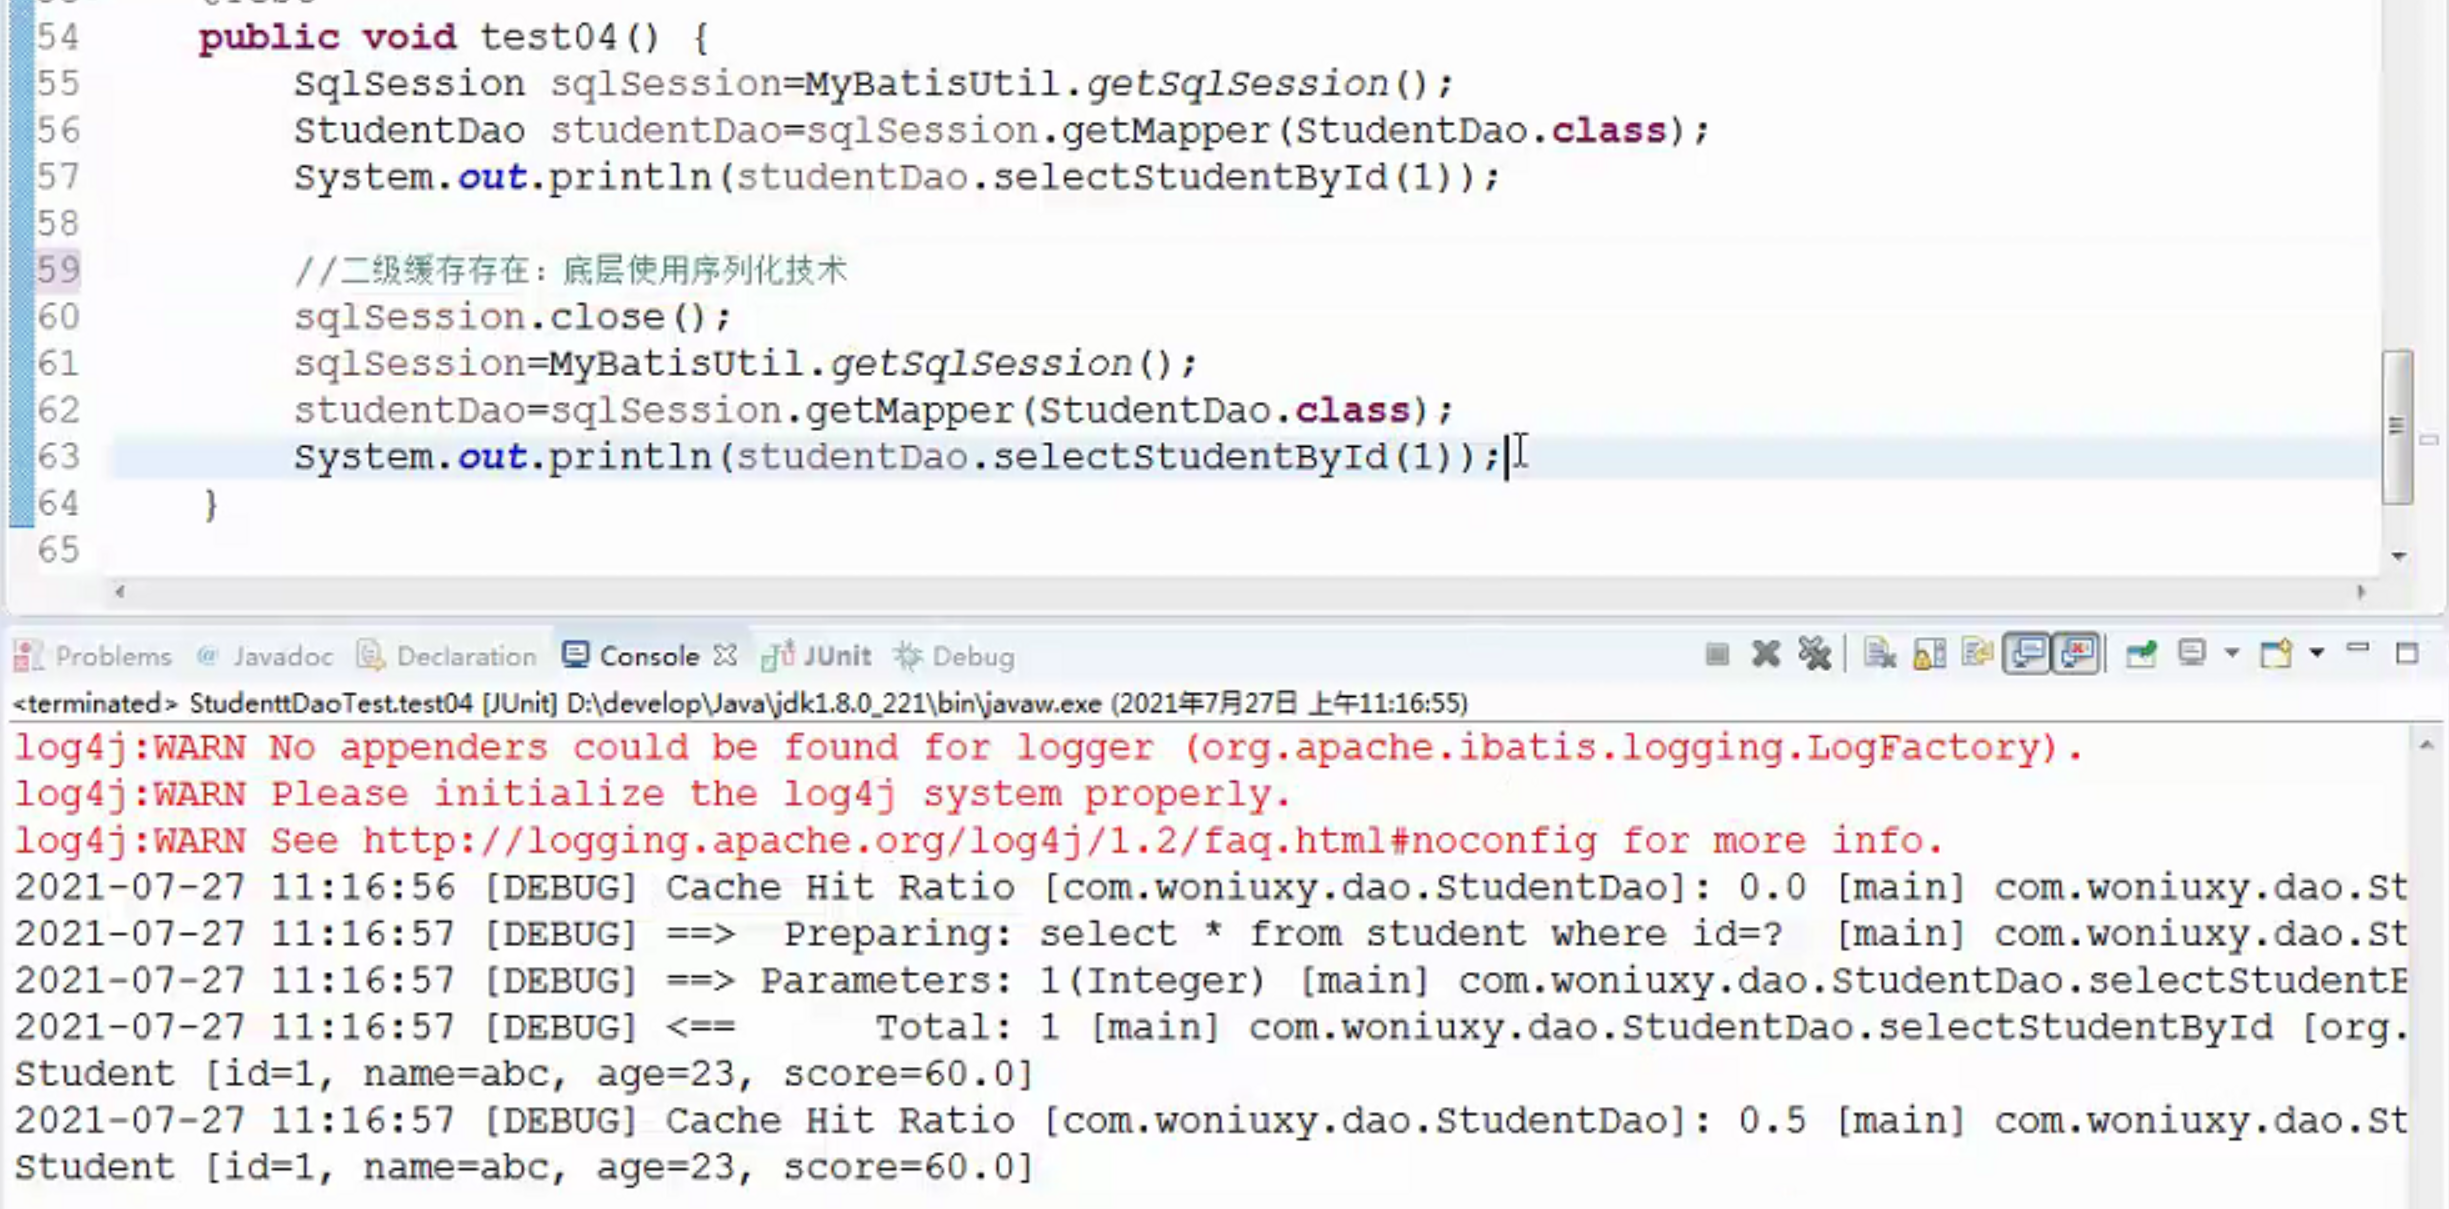 54 public void test04() {
55 SqlSession sqlSession=MyBatisUtil.getSqlSession();
56 StudentDao studentDao=sqlSession.getMapper(StudentDao.class);
57 System.out.println(studentDao.selectStudentById(1));
58
59 //二级缓存存在：底层使用序列化技术
60 sqlSession.close();
61 sqlSession=MyBatisUtil.getSqlSession();
62 studentDao=sqlSession.getMapper(StudentDao.class);
63 System.out.println(studentDao.selectStudentById(1));
64 }
65
Problems @ Javadoc Declaration Console JUnit Debug
<terminated> StudenttDaoTest.test04 [JUnit] D:\develop\Java\jdk1.8.0_221\bin\javaw.exe (2021年7月27日 上午11:16:55)
log4j:WARN No appenders could be found for logger (org.apache.ibatis.logging.LogFactory).
log4j:WARN Please initialize the log4j system properly.
log4j:WARN See http://logging.apache.org/log4j/1.2/faq.html#noconfig for more info.
2021-07-27 11:16:56 [DEBUG] Cache Hit Ratio [com.woniuxy.dao.StudentDao]: 0.0 [main] com.woniuxy.dao.St
2021-07-27 11:16:57 [DEBUG] ==>  Preparing: select * from student where id=?  [main] com.woniuxy.dao.St
2021-07-27 11:16:57 [DEBUG] ==> Parameters: 1(Integer) [main] com.woniuxy.dao.StudentDao.selectStudentB
2021-07-27 11:16:57 [DEBUG] <==      Total: 1 [main] com.woniuxy.dao.StudentDao.selectStudentById [org.
Student [id=1, name=abc, age=23, score=60.0]
2021-07-27 11:16:57 [DEBUG] Cache Hit Ratio [com.woniuxy.dao.StudentDao]: 0.5 [main] com.woniuxy.dao.St
Student [id=1, name=abc, age=23, score=60.0]